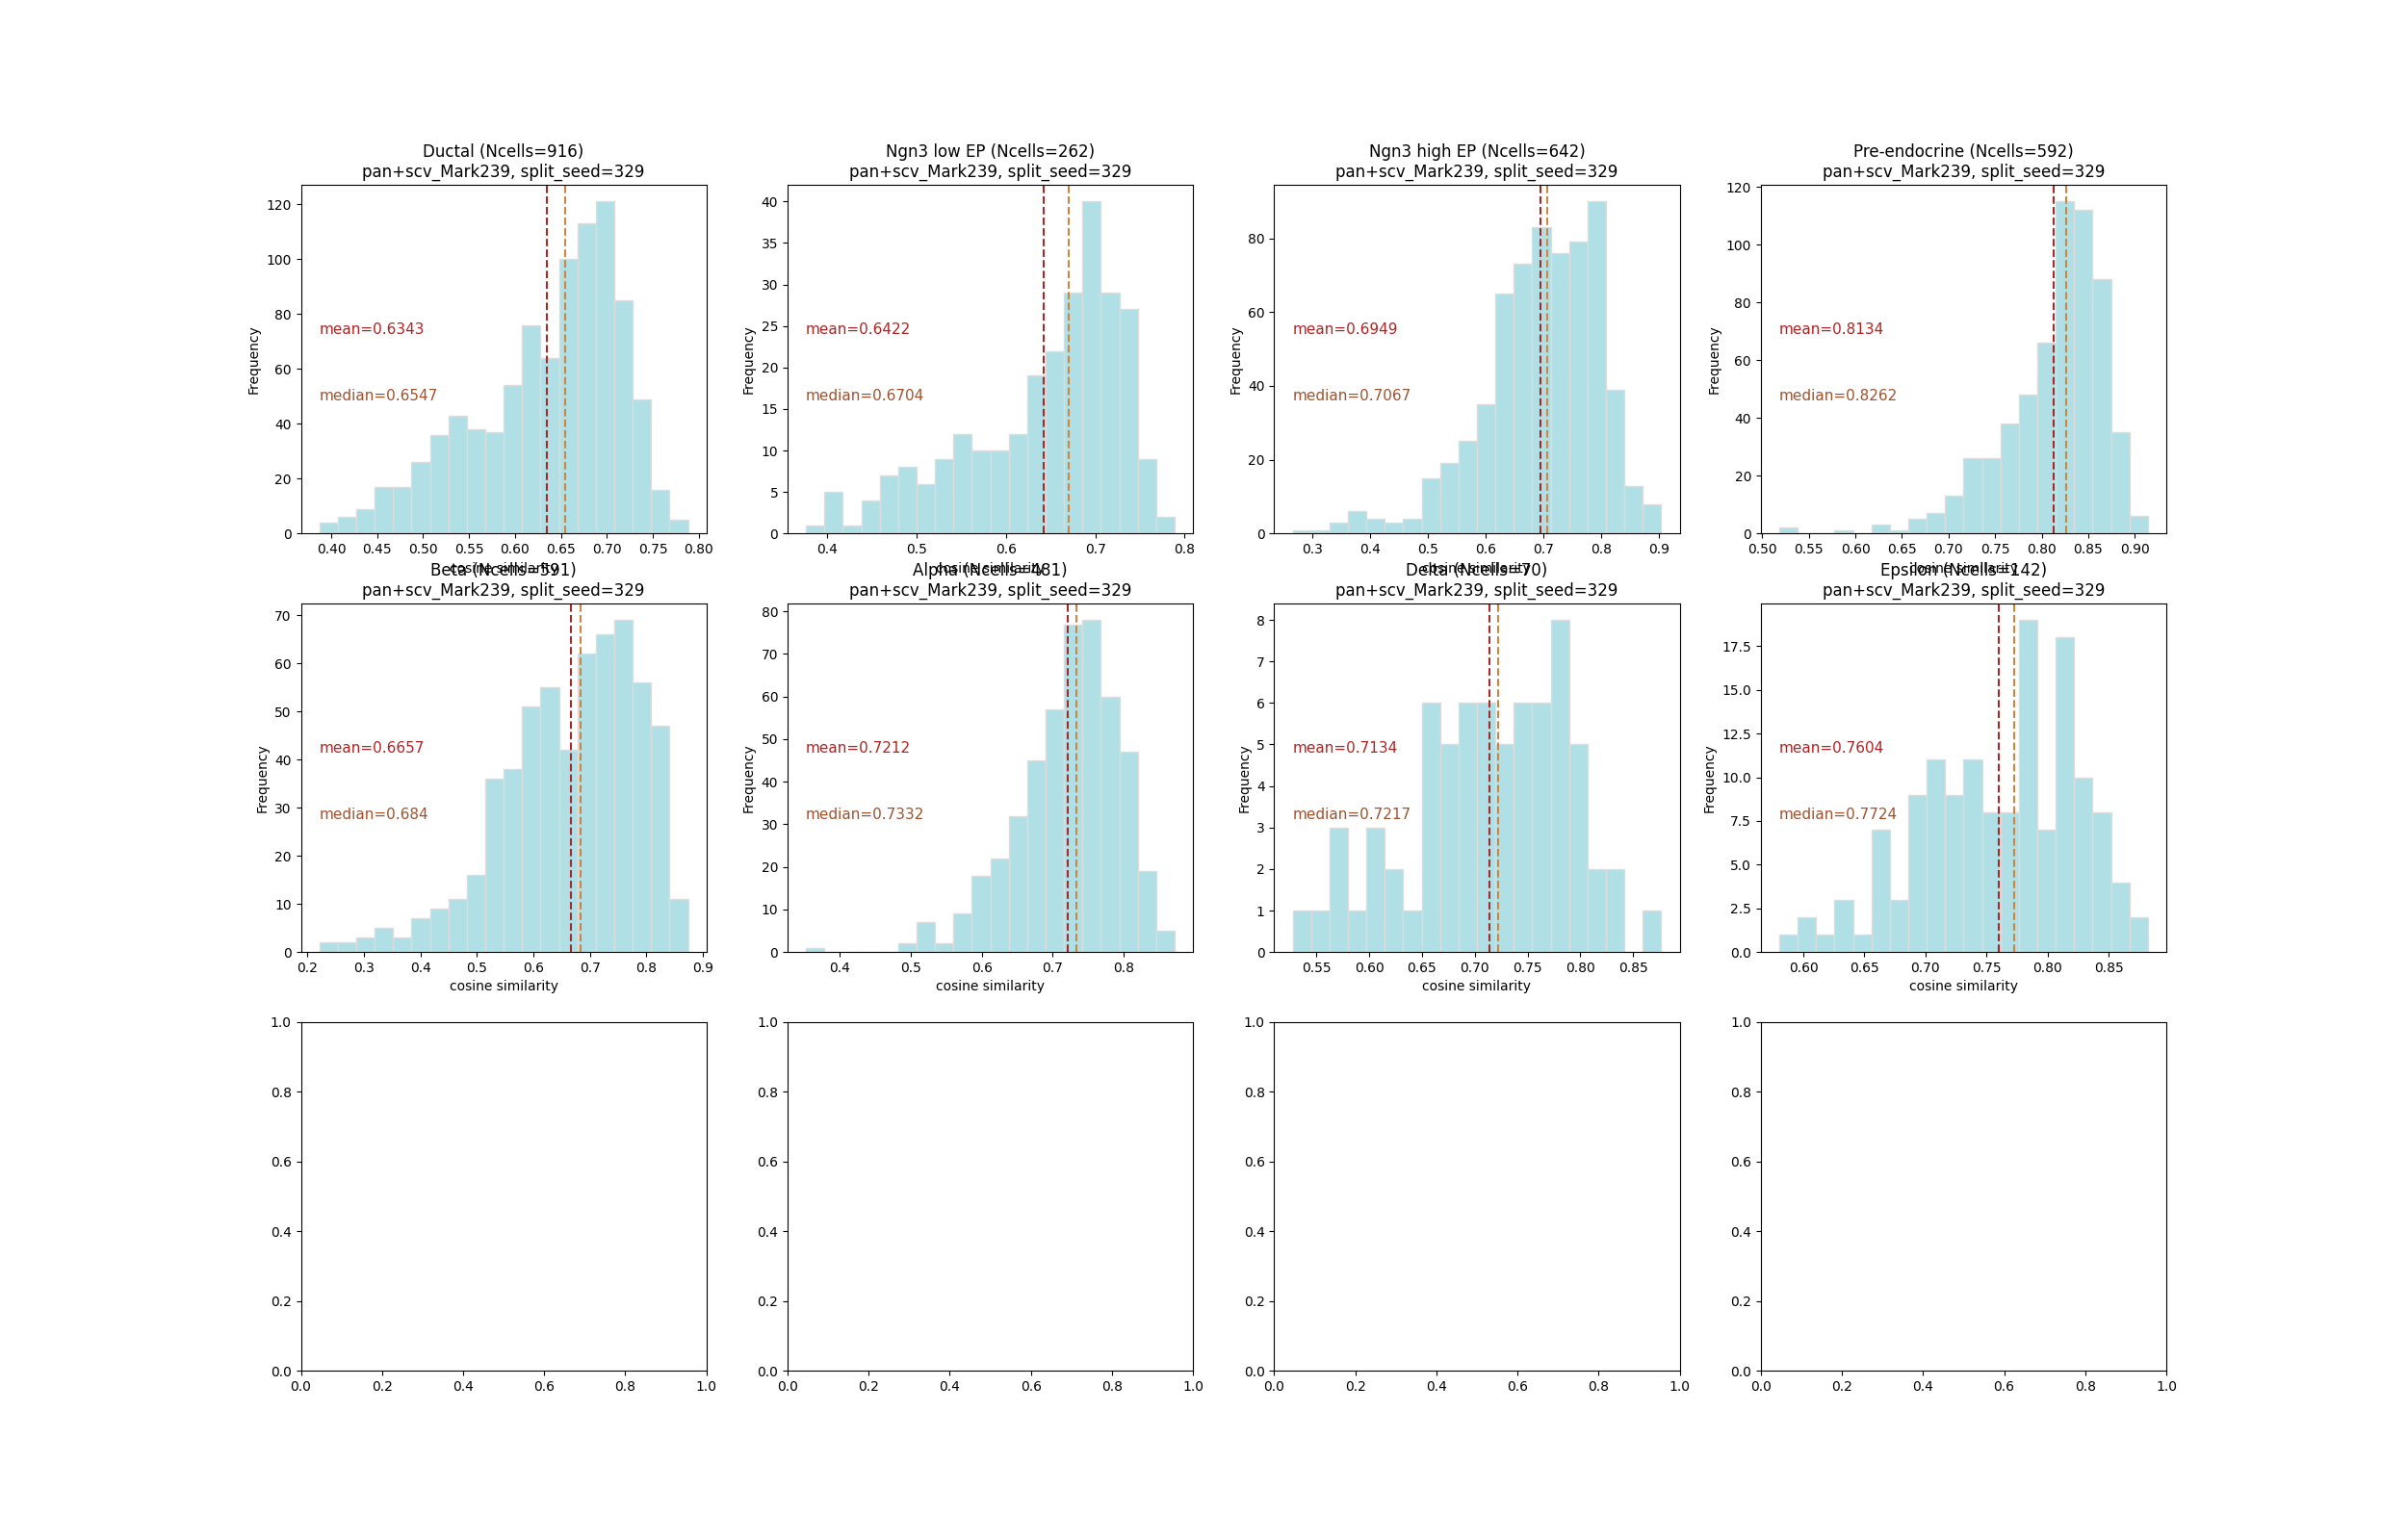 Ductal (Ncells=916)
pan+scv_Mark239, split_seed=329
Frequency
120
100
80
60
40
20
0
mean=0.6343
median=0.6547
0.40 0.45 0.50 0.55 0.60 0.65 0.70 0.75 0.80
cosine similarity
Ngn3 low EP (Ncells=262)
pan+scv_Mark239, split_seed=329
Frequency
40
35
30
25
20
15
10
5
0
mean=0.6422
median=0.6704
0.4 0.5 0.6 0.7 0.8
cosine similarity
Ngn3 high EP (Ncells=642)
pan+scv_Mark239, split_seed=329
Frequency
80
60
40
20
0
mean=0.6949
median=0.7067
0.3 0.4 0.5 0.6 0.7 0.8 0.9
cosine similarity
Pre-endocrine (Ncells=592)
pan+scv_Mark239, split_seed=329
Frequency
120
100
80
60
40
20
0
mean=0.8134
median=0.8262
0.50 0.55 0.60 0.65 0.70 0.75 0.80 0.85 0.90
cosine similarity
Beta (Ncells=591)
pan+scv_Mark239, split_seed=329
Frequency
70
60
50
40
30
20
10
0
mean=0.6657
median=0.684
0.2 0.3 0.4 0.5 0.6 0.7 0.8 0.9
cosine similarity
Alpha (Ncells=481)
pan+scv_Mark239, split_seed=329
Frequency
80
70
60
50
40
30
20
10
0
mean=0.7212
median=0.7332
0.4 0.5 0.6 0.7 0.8
cosine similarity
Delta (Ncells=70)
pan+scv_Mark239, split_seed=329
Frequency
8
7
6
5
4
3
2
1
0
mean=0.7134
median=0.7217
0.55 0.60 0.65 0.70 0.75 0.80 0.85
cosine similarity
Epsilon (Ncells=142)
pan+scv_Mark239, split_seed=329
Frequency
17.5
15.0
12.5
10.0
7.5
5.0
2.5
0.0
mean=0.7604
median=0.7724
0.60 0.65 0.70 0.75 0.80 0.85
cosine similarity
1.0
0.8
0.6
0.4
0.2
0.0
0.0 0.2 0.4 0.6 0.8 1.0
1.0
0.8
0.6
0.4
0.2
0.0
0.0 0.2 0.4 0.6 0.8 1.0
1.0
0.8
0.6
0.4
0.2
0.0
0.0 0.2 0.4 0.6 0.8 1.0
1.0
0.8
0.6
0.4
0.2
0.0
0.0 0.2 0.4 0.6 0.8 1.0